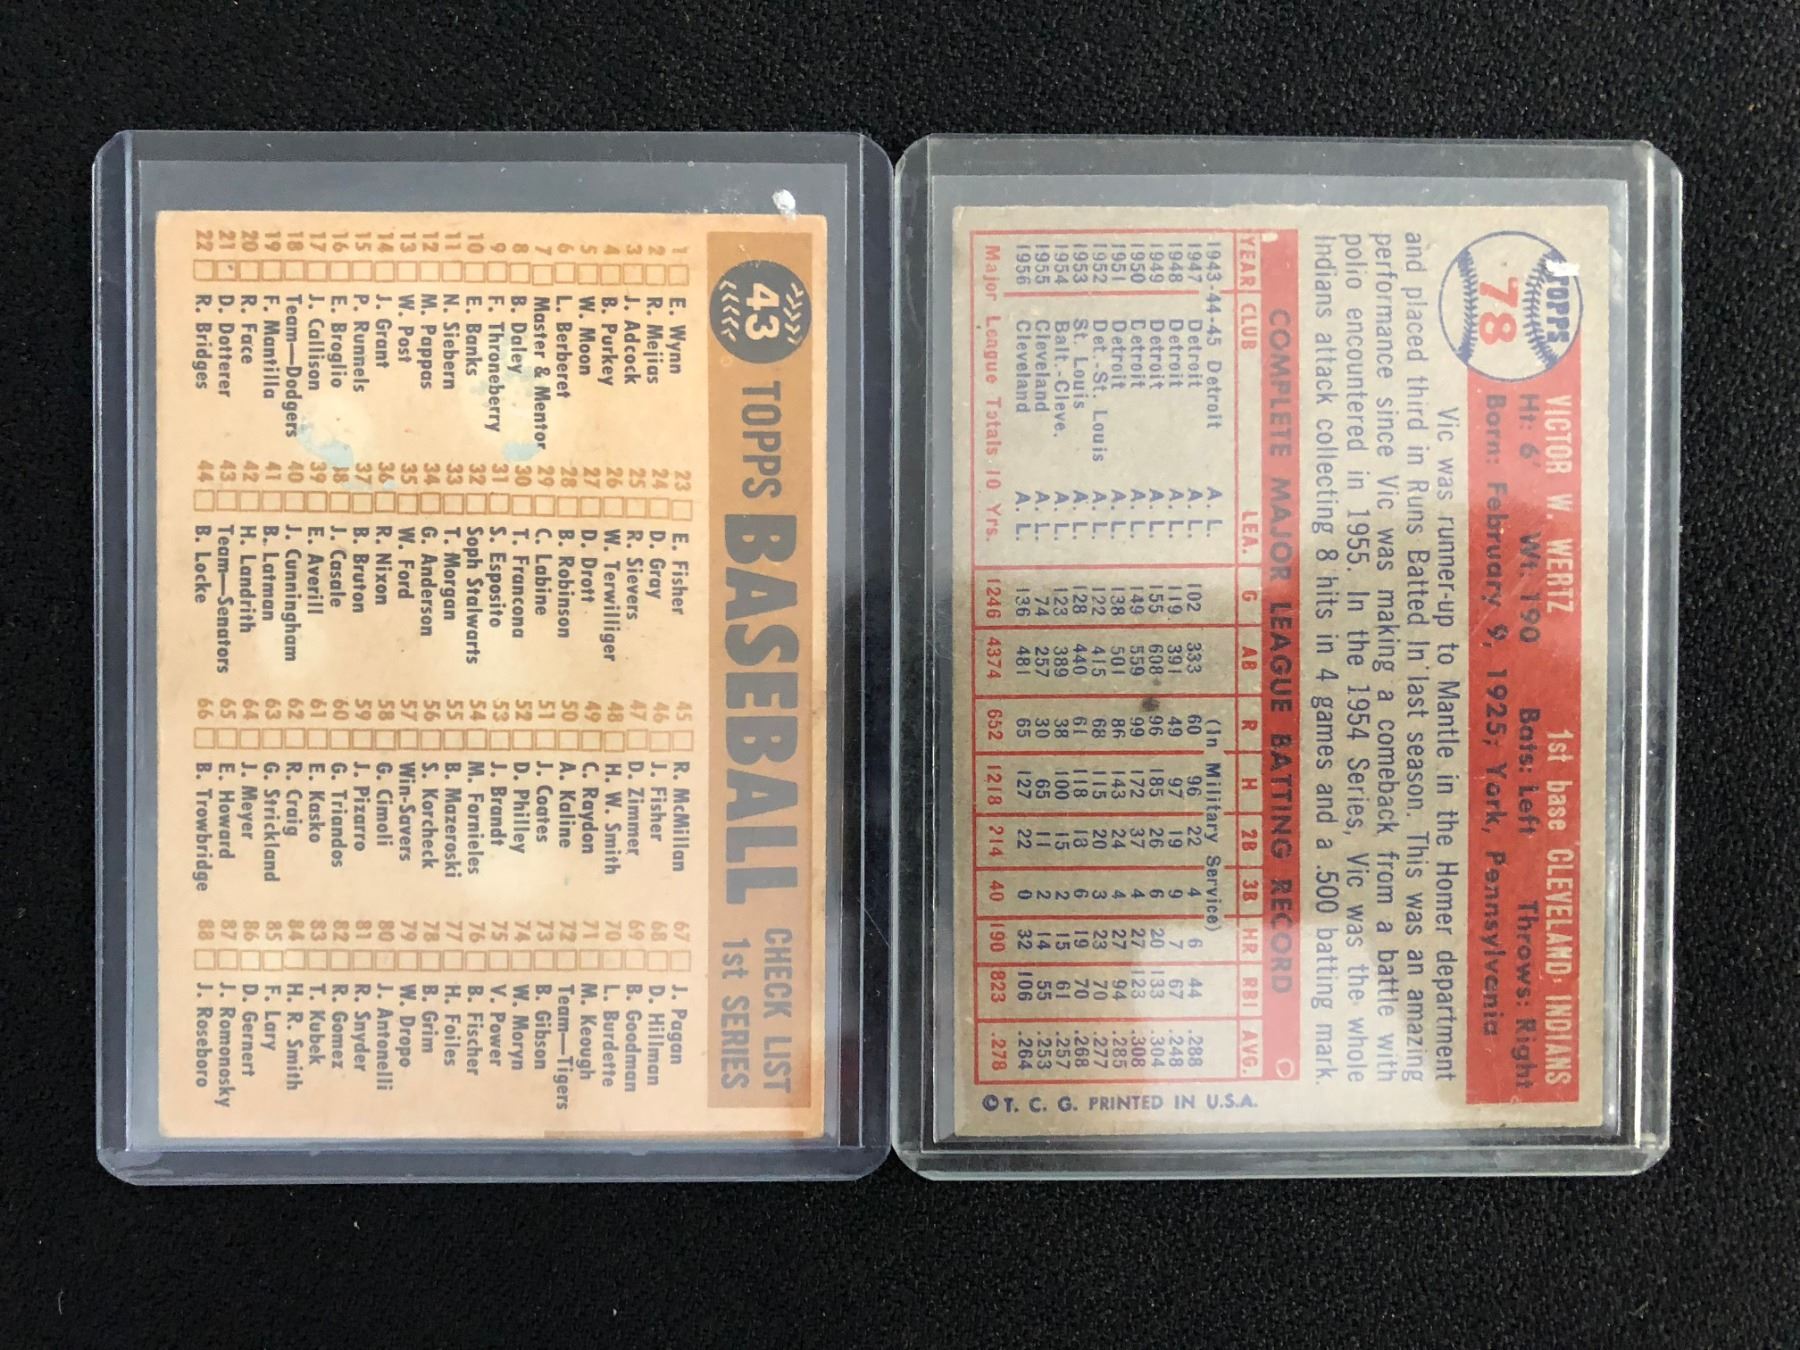 TOPPS
78
VICTOR W. WERTZ 1st base CLEVELAND INDIANS
Ht: 6' Wt: 190 Bats: Left Throws: Right
Born: February 9, 1925; York, Pennsylvania
Vic was runner-up to Mantle in the Homer department
and placed third in Runs Batted In last season. This was an amazing
performance since Vic was making a comeback from a battle with
polio encountered in 1955. In the 1954 Series, Vic was the whole
Indians attack collecting 8 hits in 4 games and a .500 batting mark.
COMPLETE MAJOR LEAGUE BATTING RECORD
YEAR CLUB LEA. G AB R H 2B 3B HR RBI AVG.
1943-44-45 Detroit A. L. (In Military Service)
1947 Detroit A. L. 102 333 60 96 22 4 6 44 .288
1948 Detroit A. L. 119 391 49 97 19 9 7 67 .248
1949 Detroit A. L. 155 608 96 185 26 6 20 133 .304
1950 Detroit A. L. 149 559 99 172 37 4 27 123 .308
1951 Detroit A. L. 138 501 86 143 24 4 27 94 .285
1952 Det.-St. Louis A. L. 122 415 68 115 20 3 23 70 .277
1953 St. Louis A. L. 128 440 61 118 18 6 19 70 .268
1954 Balt.-Cleve. A. L. 123 389 38 100 15 2 15 61 .257
1955 Cleveland A. L. 74 257 30 65 11 2 14 55 .253
1956 Cleveland A. L. 136 481 65 127 22 0 32 106 .264
Major League Totals 10 Yrs. 1246 4374 652 1218 214 40 190 823 .278
©T. C. G. PRINTED IN U.S.A.
43
TOPPS BASEBALL CHECK LIST
1st SERIES
1 E. Wynn
2 R. Mejias
3 J. Adcock
4 B. Purkey
5 W. Moon
6 L. Berberet
7 Master & Mentor
8 B. Daley
9 F. Throneberry
10 E. Banks
11 N. Siebern
12 M. Pappas
13 W. Post
14 J. Grant
15 P. Runnels
16 E. Broglio
17 J. Callison
18 Team—Dodgers
19 F. Mantilla
20 R. Face
21 D. Dotterer
22 R. Bridges
23 E. Fisher
24 D. Gray
25 R. Sievers
26 W. Terwilliger
27 D. Drott
28 B. Robinson
29 C. Labine
30 T. Francona
31 S. Esposito
32 Soph Stalwarts
33 T. Morgan
34 G. Anderson
35 W. Ford
36 R. Nixon
37 B. Bruton
38 J. Casale
39 E. Averill
40 J. Cunningham
41 B. Latman
42 H. Landrith
43 Team—Senators
44 B. Locke
45 R. McMillan
46 J. Fisher
47 D. Zimmer
48 H. W. Smith
49 C. Raydon
50 A. Kaline
51 J. Coates
52 D. Philley
53 J. Brandt
54 M. Fornieles
55 B. Mazeroski
56 S. Korcheck
57 Win-Savers
58 G. Cimoli
59 J. Pizarro
60 G. Triandos
61 E. Kasko
62 R. Craig
63 G. Strickland
64 J. Meyer
65 E. Howard
66 B. Trowbridge
67 J. Pagan
68 D. Hillman
69 B. Goodman
70 L. Burdette
71 M. Keough
72 Team—Tigers
73 B. Gibson
74 W. Moryn
75 V. Power
76 B. Fischer
77 H. Foiles
78 B. Grim
79 W. Dropo
80 J. Antonelli
81 R. Snyder
82 R. Gomez
83 T. Kubek
84 H. R. Smith
85 F. Lary
86 D. Gernert
87 J. Romonosky
88 J. Roseboro